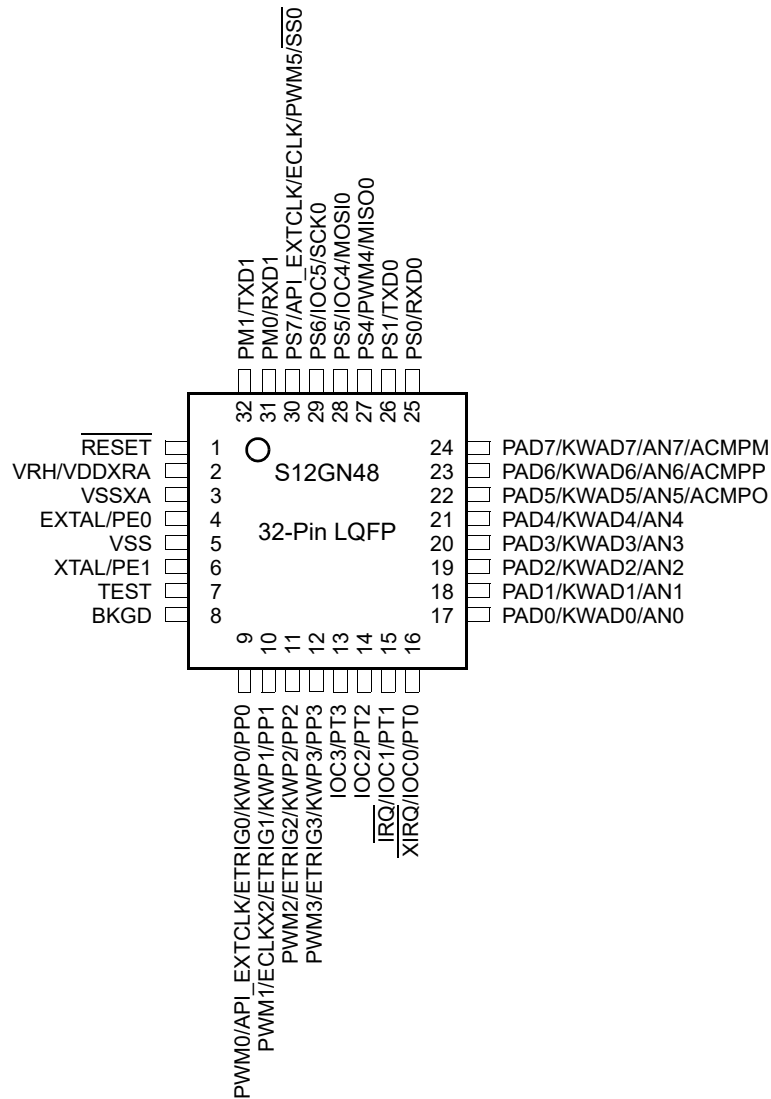 PM1/TXD1
PM0/RXD1
PS7/API_EXTCLK/ECLK/PWM5/SS0
PS6/IOC5/SCK0
PS5/IOC4/MOSI0
PS4/PWM4/MISO0
PS1/TXD0
PS0/RXD0
32
31
30
29
28
27
26
25
RESET 1
VRH/VDDXRA 2
VSSXA 3
EXTAL/PE0 4
VSS 5
XTAL/PE1 6
TEST 7
BKGD 8
S12GN48
32-Pin LQFP
24 PAD7/KWAD7/AN7/ACMPM
23 PAD6/KWAD6/AN6/ACMPP
22 PAD5/KWAD5/AN5/ACMPO
21 PAD4/KWAD4/AN4
20 PAD3/KWAD3/AN3
19 PAD2/KWAD2/AN2
18 PAD1/KWAD1/AN1
17 PAD0/KWAD0/AN0
9
10
11
12
13
14
15
16
PWM0/API_EXTCLK/ETRIG0/KWP0/PP0
PWM1/ECLKX2/ETRIG1/KWP1/PP1
PWM2/ETRIG2/KWP2/PP2
PWM3/ETRIG3/KWP3/PP3
IOC3/PT3
IOC2/PT2
IRQ/IOC1/PT1
XIRQ/IOC0/PT0